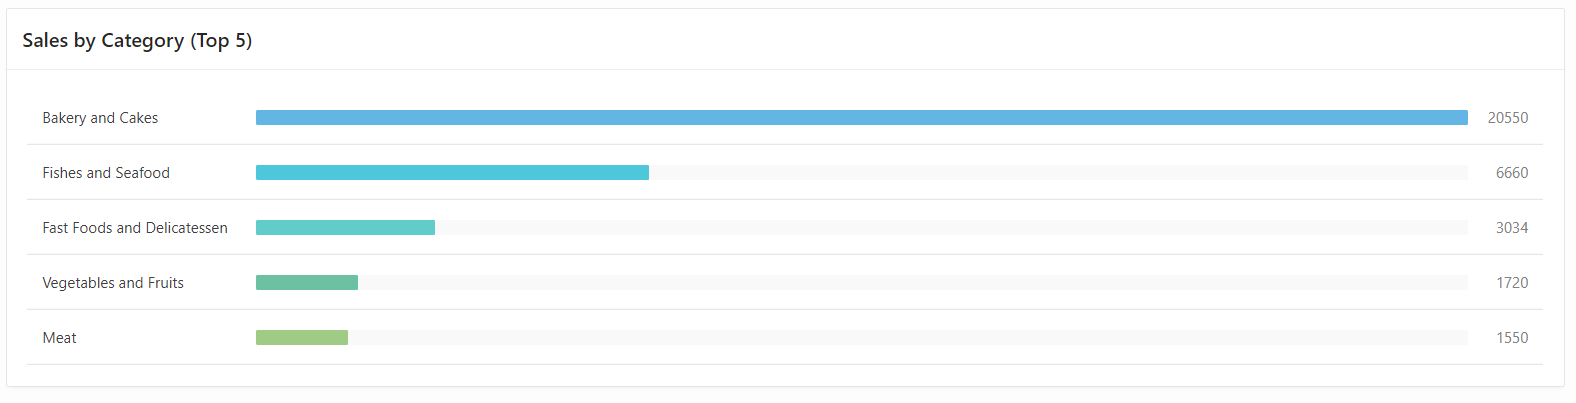 Sales by Category (Top 5)
Bakery and Cakes 20550
Fishes and Seafood 6660
Fast Foods and Delicatessen 3034
Vegetables and Fruits 1720
Meat 1550